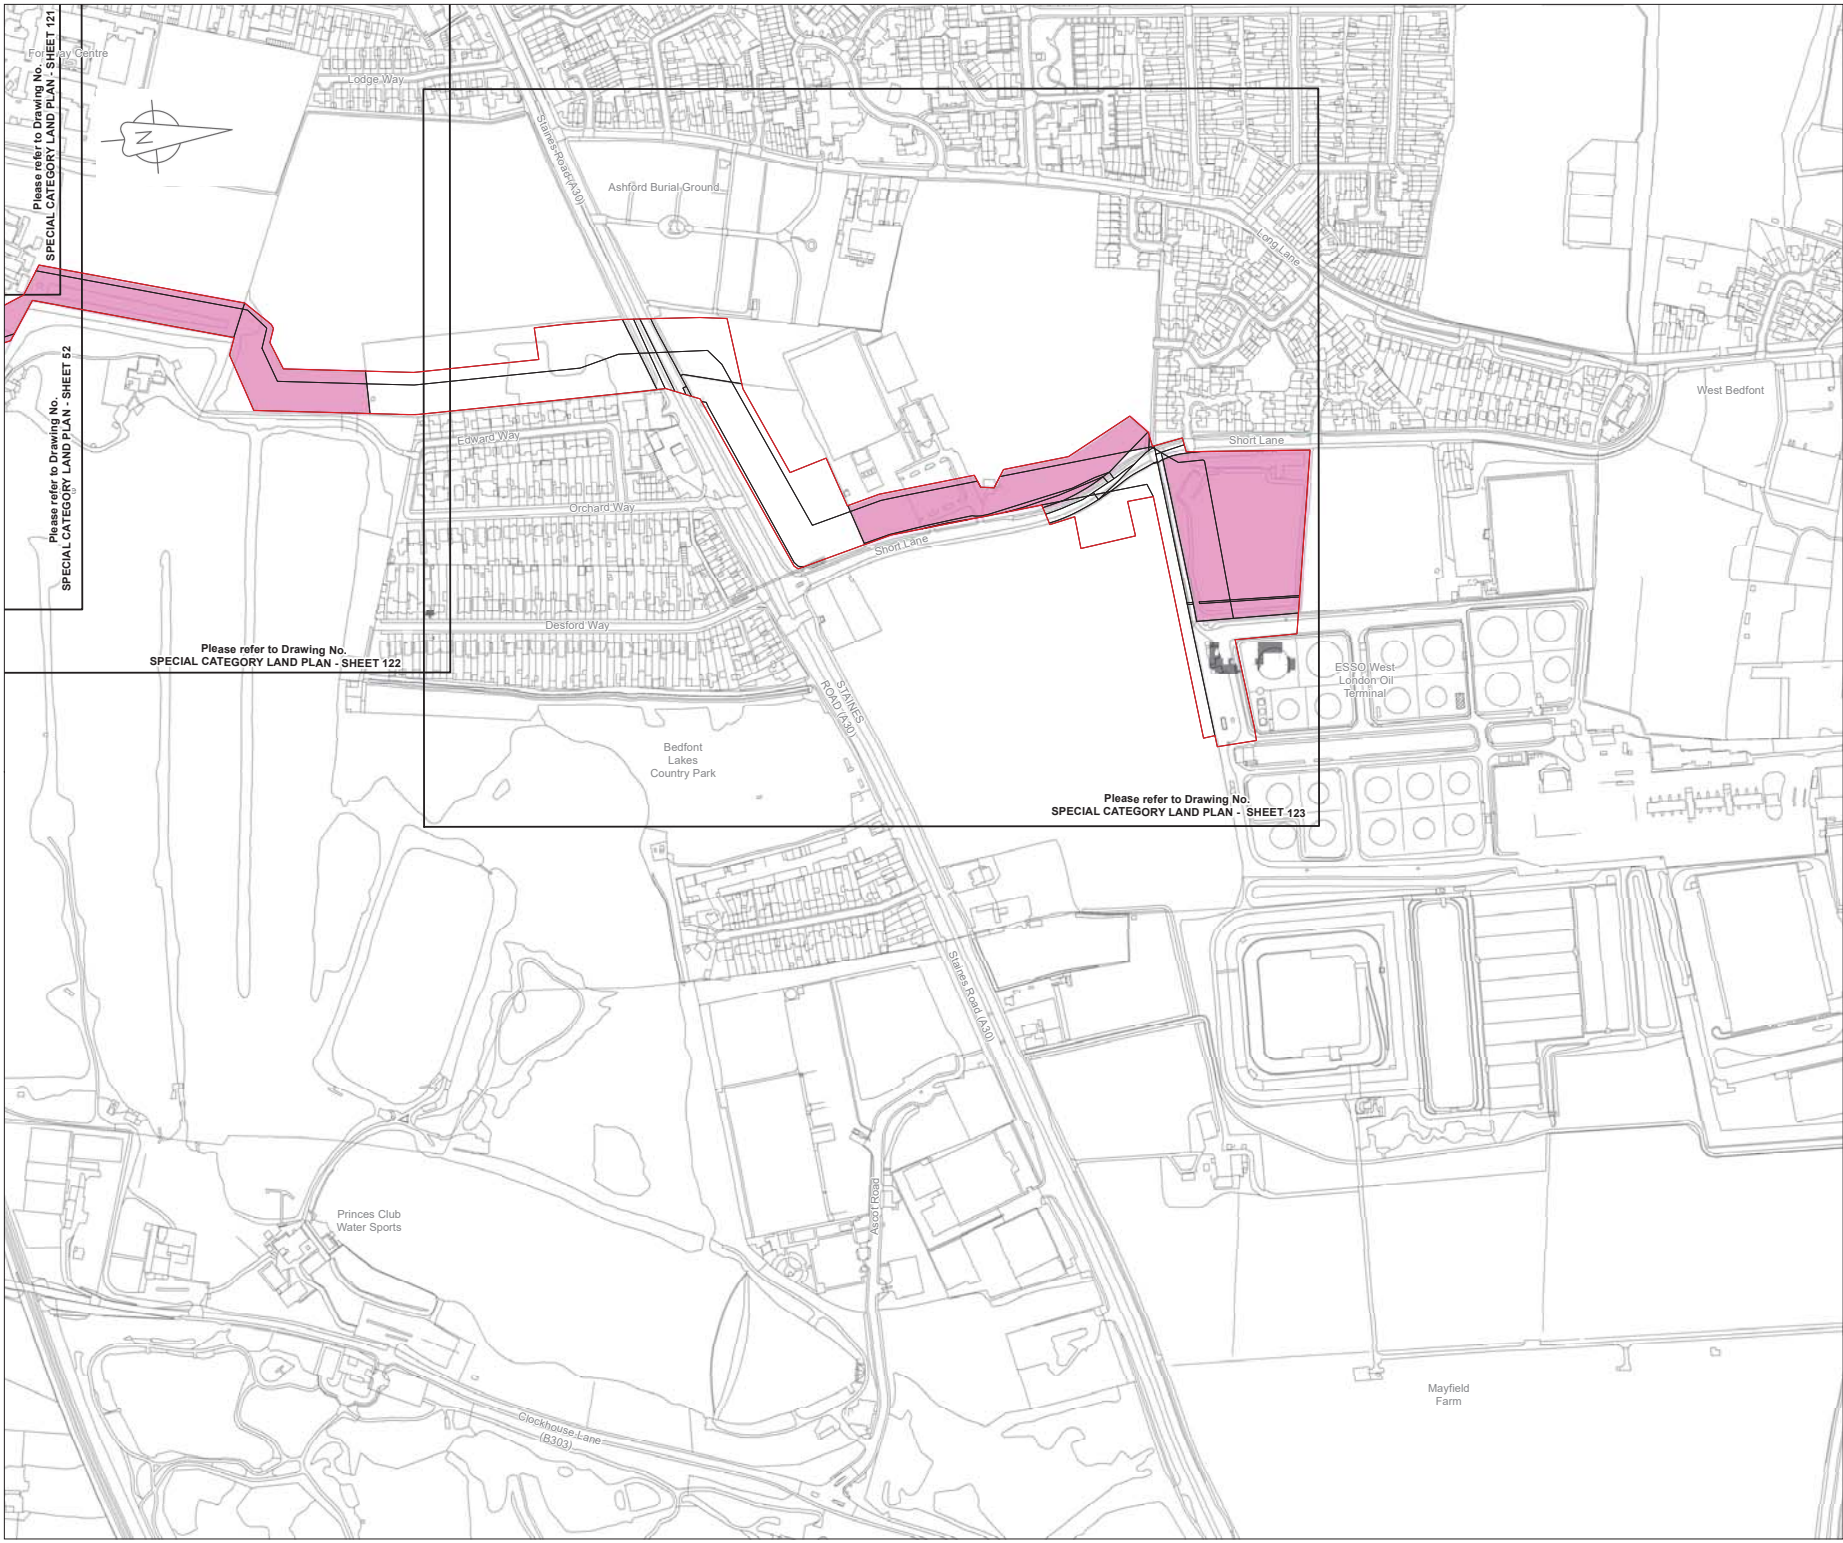 Please refer to Drawing No.
SPECIAL CATEGORY LAND PLAN - SHEET 121
Lodge Way
N
Staines Road (A30)
Ashford Burial Ground
Long Lane
West Bedfont
Short Lane
Please refer to Drawing No.
SPECIAL CATEGORY LAND PLAN - SHEET 52
Edward Way
Orchard Way
Short Lane
Desford Way
Please refer to Drawing No.
SPECIAL CATEGORY LAND PLAN - SHEET 122
STAINES
ROAD (A30)
ESSO West
London Oil
Terminal
Bedfont
Lakes
Country Park
Please refer to Drawing No.
SPECIAL CATEGORY LAND PLAN - SHEET 123
Staines Road (A30)
Ascot Road
Princes Club
Water Sports
Mayfield
Farm
Clockhouse Lane
(B303)